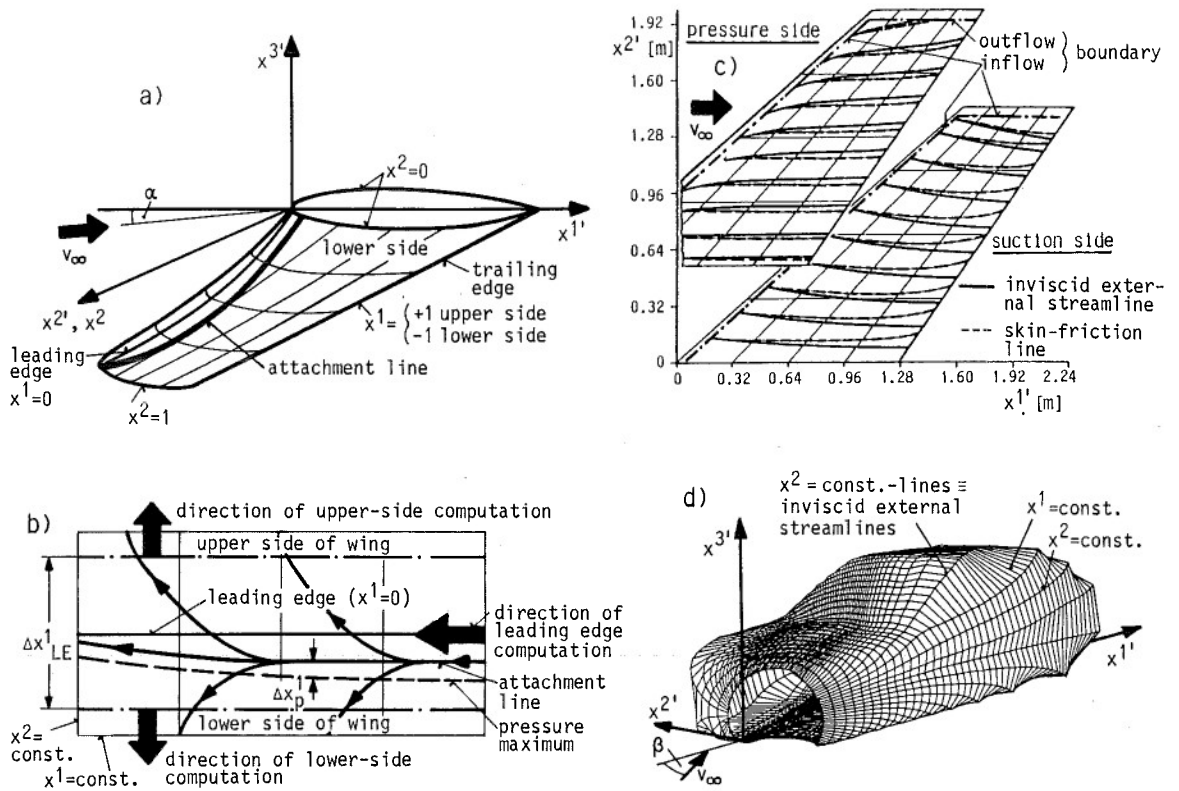 a)
x3'
α
v∞
x2=0
x1'
lower side
trailing
edge
x1= { +1 upper side
-1 lower side
x2', x2
leading
edge
x1=0
attachment line
x2=1
c)
x2' [m]
1.92
1.60
1.28
0.96
0.64
0.32
0
pressure side
v∞
outflow
inflow
} boundary
suction side
inviscid exter-
nal streamline
skin-friction
line
0
0.32
0.64
0.96
1.28
1.60
1.92
2.24
x1' [m]
b)
direction of upper-side computation
upper side of wing
leading edge (x1=0)
direction of
leading edge
computation
Δx1LE
Δx1p
attachment
line
pressure
maximum
lower side of wing
x2=
const.
x1=const.
direction of lower-side
computation
d)
x2 = const.-lines ≡
inviscid external
streamlines
x1=const.
x2=const.
x3'
x1'
x2'
β
v∞